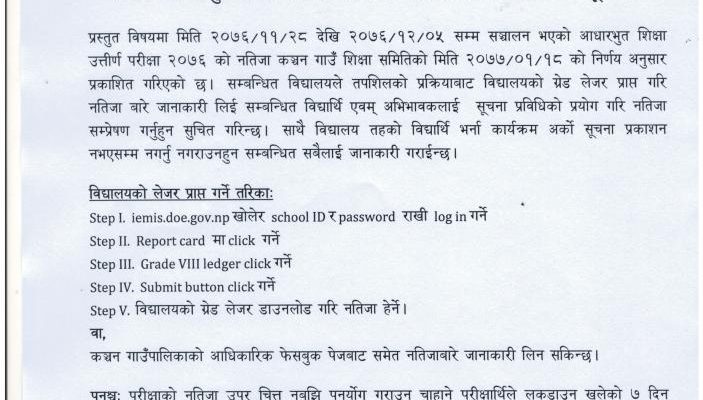 प्रस्तुत विषयमा मिति २०७६/११/२८ देखि २०७६/१२/०५ सम्म सञ्चालन भएको आधारभुत शिक्षा
उत्तीर्ण परीक्षा २०७६ को नतिजा कञ्चन गाउँ शिक्षा समितिको मिति २०७७/०१/१८ को निर्णय अनुसार
प्रकाशित गरिएको छ। सम्बन्धित विद्यालयले तपशिलको प्रक्रियाबाट विद्यालयको ग्रेड लेजर प्राप्त गरि
नतिजा बारे जानाकारी लिई सम्बन्धित विद्यार्थि एवम् अभिभावकलाई सूचना प्रविधिको प्रयोग गरि नतिजा
सम्प्रेषण गर्नुहुन सुचित गरिन्छ। साथै विद्यालय तहको विद्यार्थि भर्ना कार्यक्रम अर्को सूचना प्रकाशन
नभएसम्म नगर्नु नगराउनहुन सम्बन्धित सबैलाई जानाकारी गराईन्छ।
विद्यालयको लेजर प्राप्त गर्ने तरिकाः
Step I. iemis.doe.gov.np खोलेर school ID र password राखी log in गर्ने
Step II. Report card मा click गर्ने
Step III. Grade VIII ledger click गर्ने
Step IV. Submit button click गर्ने
Step V. विद्यालयको ग्रेड लेजर डाउनलोड गरि नतिजा हेर्ने।
वा,
कञ्चन गाउँपालिकाको आधिकारिक फेसबुक पेजबाट समेत नतिजाबारे जानाकारी लिन सकिन्छ।
पुनश्चः परीक्षाको नतिजा उपर चित्त नबुझि पुनर्योग गराउन चाहाने परीक्षार्थिले लकडाउन खुलेको ७ दिन